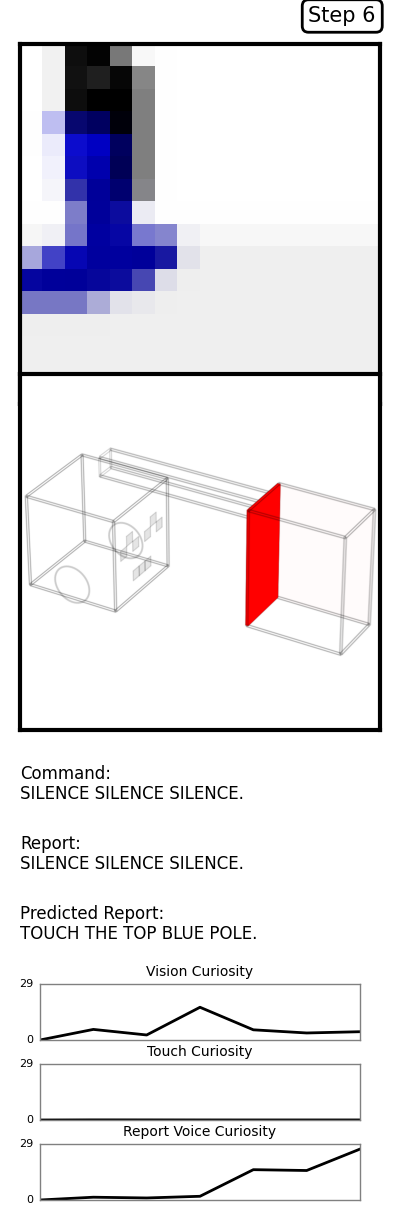 Step 6
Command:
SILENCE SILENCE SILENCE.
Report:
SILENCE SILENCE SILENCE.
Predicted Report:
TOUCH THE TOP BLUE POLE.
Vision Curiosity
29
0
Touch Curiosity
29
0
Report Voice Curiosity
29
0